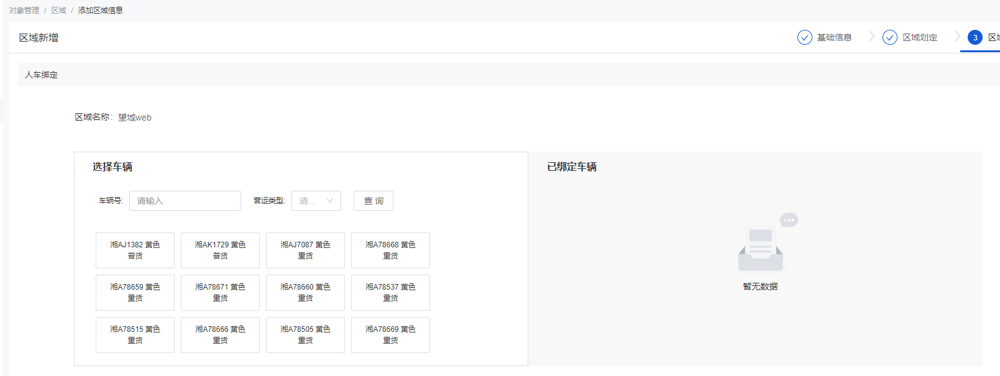 对象管理 / 区域 / 添加区域信息
区域新增
基础信息
区域划定
3
人车绑定
区域名称: 望城web
选择车辆
已绑定车辆
车辆号: 请输入 营运类型: 请... 查 询
湘AJ1382 黄色
普货
湘AK1729 黄色
普货
湘AJ7087 黄色
重货
湘A78668 黄色
重货
湘A78659 黄色
重货
湘A78671 黄色
重货
湘A78660 黄色
重货
湘A78537 黄色
重货
湘A78515 黄色
重货
湘A78666 黄色
重货
湘A78505 黄色
重货
湘A78669 黄色
重货
暂无数据